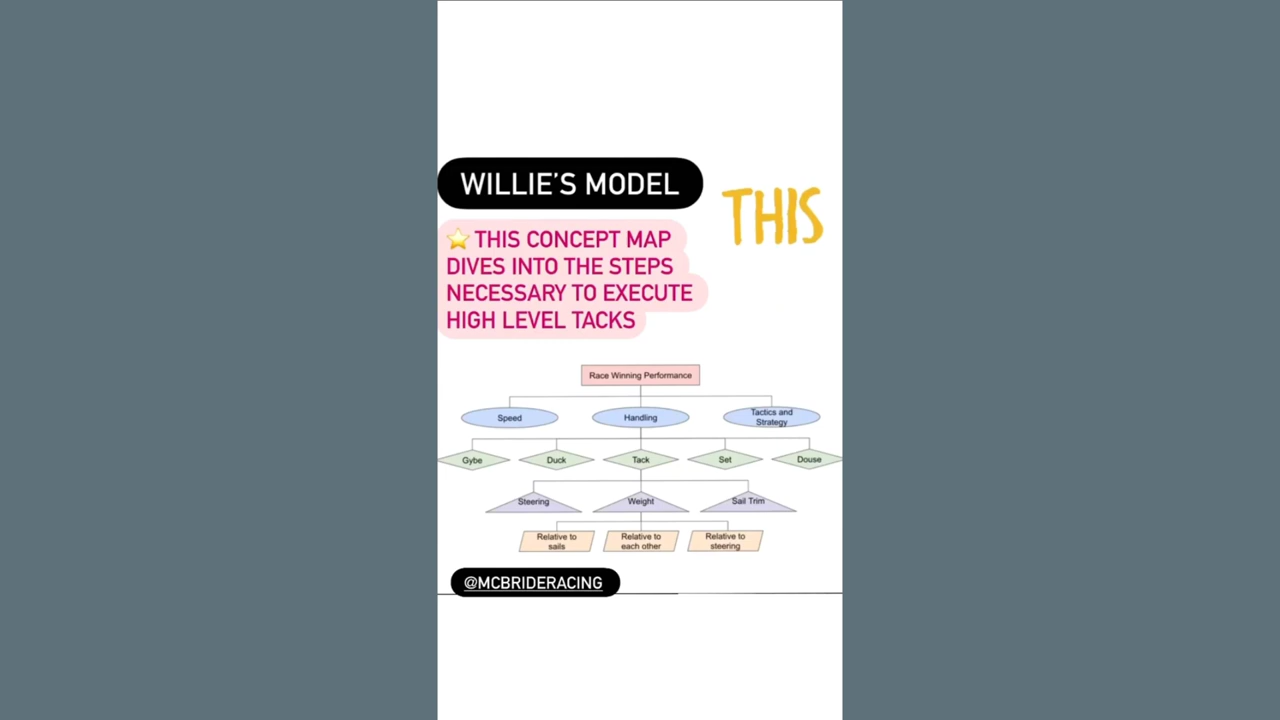 WILLIE'S MODEL
THIS
⭐ THIS CONCEPT MAP
DIVES INTO THE STEPS
NECESSARY TO EXECUTE
HIGH LEVEL TACKS
Race Winning Performance
Speed
Handling
Tactics and
Strategy
Gybe
Duck
Tack
Set
Douse
Steering
Weight
Sail Trim
Relative to
sails
Relative to
each other
Relative to
steering
@MCBRIDERACING